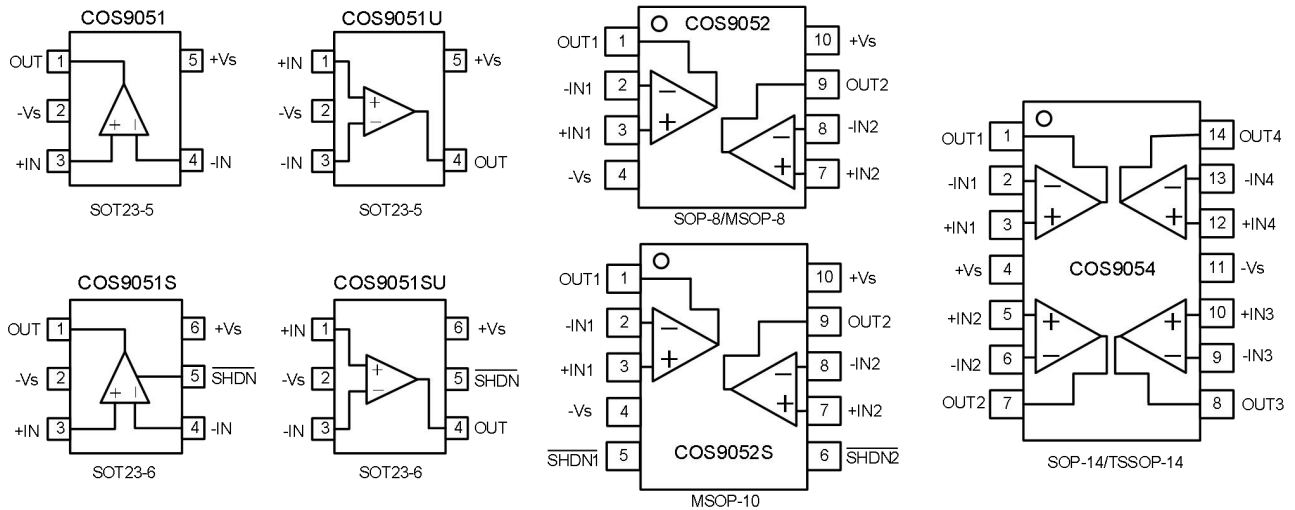 COS9051
OUT 1
5 +Vs
-Vs 2
+ −
+IN 3
4 -IN
SOT23-5
COS9051U
+IN 1
5 +Vs
-Vs 2
+
−
-IN 3
4 OUT
SOT23-5
COS9052
OUT1 1
10 +Vs
-IN1 2
−
9 OUT2
+IN1 3
+
−
8 -IN2
-Vs 4
+
7 +IN2
SOP-8/MSOP-8
COS9051S
OUT 1
6 +Vs
-Vs 2
5 SHDN
+ −
+IN 3
4 -IN
SOT23-6
COS9051SU
+IN 1
6 +Vs
-Vs 2
+
−
5 SHDN
-IN 3
4 OUT
SOT23-6
OUT1 1
10 +Vs
-IN1 2
−
9 OUT2
+IN1 3
+
−
8 -IN2
-Vs 4
+
7 +IN2
COS9052S
SHDN1 5
6 SHDN2
MSOP-10
OUT1 1
14 OUT4
-IN1 2
− −
13 -IN4
+IN1 3
+ +
12 +IN4
+Vs 4
COS9054
11 -Vs
+IN2 5
+ +
10 +IN3
-IN2 6
− −
9 -IN3
OUT2 7
8 OUT3
SOP-14/TSSOP-14